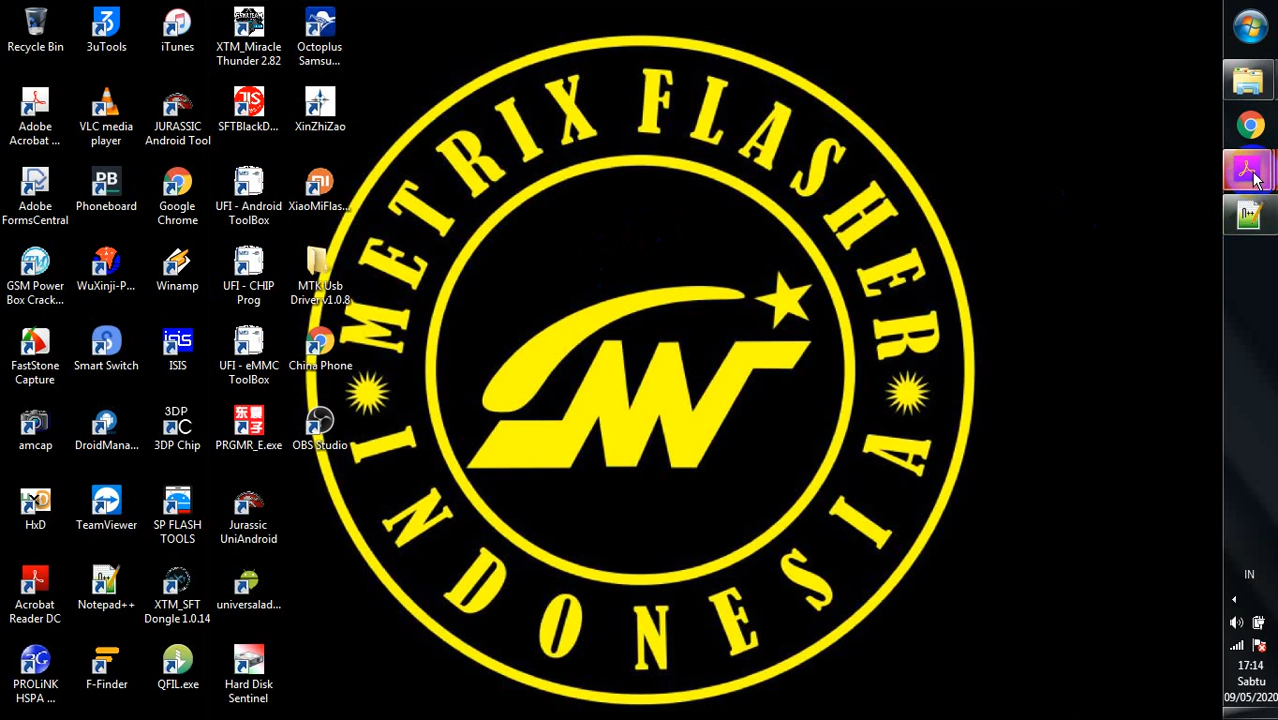 Recycle Bin
3uTools
iTunes
XTM_Miracle
Thunder 2.82
Octoplus
Samsu...
Adobe
Acrobat ...
VLC media
player
JURASSIC
Android Tool
SFTBlackD...
XinZhiZao
Adobe
FormsCentral
PB
Phoneboard
Google
Chrome
UFI - Android
ToolBox
XiaoMiFlas...
GSM Power
Box Crack...
WuXinji-P...
Winamp
UFI - CHIP
Prog
MTK Usb
Driver v1.0.8
FastStone
Capture
Smart Switch
ISIS
UFI - eMMC
ToolBox
China Phone
amcap
DroidMana...
3DP
3DP Chip
PRGMR_E.exe
OBS Studio
HxD
TeamViewer
SP FLASH
TOOLS
Jurassic
UniAndroid
Acrobat
Reader DC
Notepad++
XTM_SFT
Dongle 1.0.14
universalad...
PROLiNK
HSPA ...
F-Finder
QFIL.exe
Hard Disk
Sentinel
METRIX FLASHER
INDONESIA
IN
17:14
Sabtu
09/05/2020